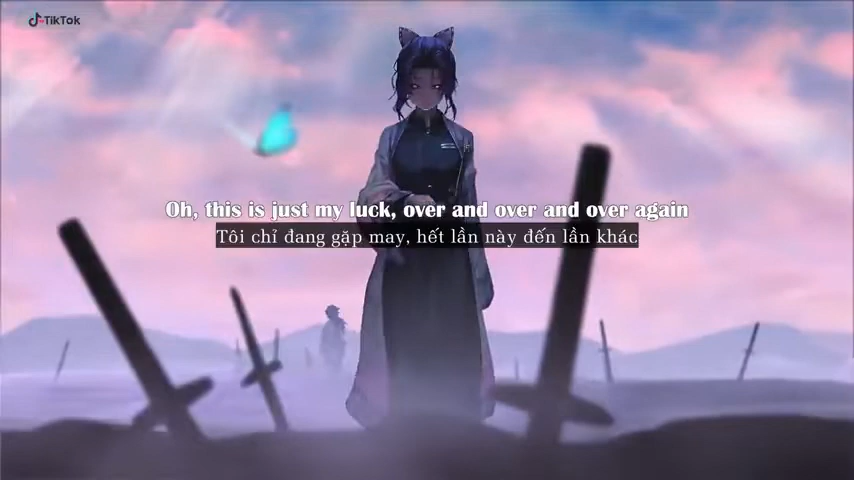 TikTok
Oh, this is just my luck, over and over and over again
Tôi chỉ đang gặp may, hết lần này đến lần khác